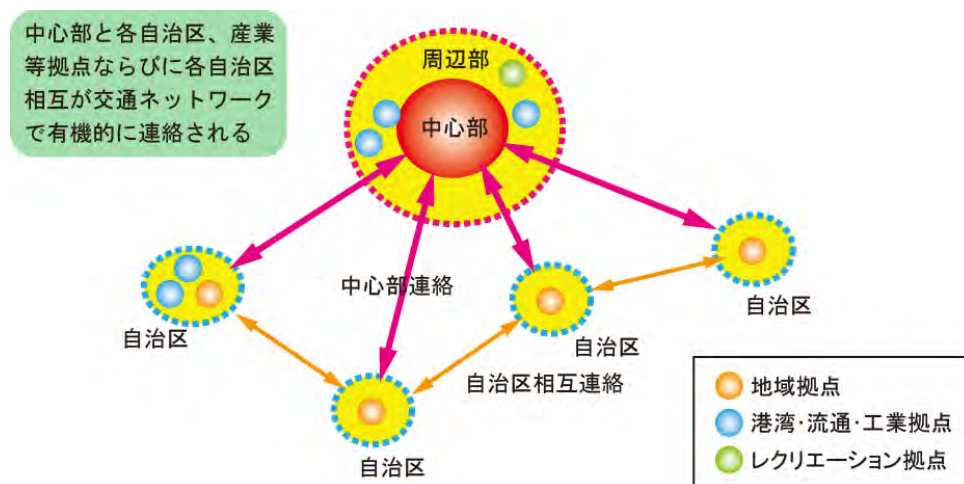 中心部と各自治区、産業
等拠点ならびに各自治区
相互が交通ネットワーク
で有機的に連絡される
周辺部
中心部
中心部連絡
自治区
自治区
自治区
自治区相互連絡
自治区
地域拠点
港湾・流通・工業拠点
レクリエーション拠点